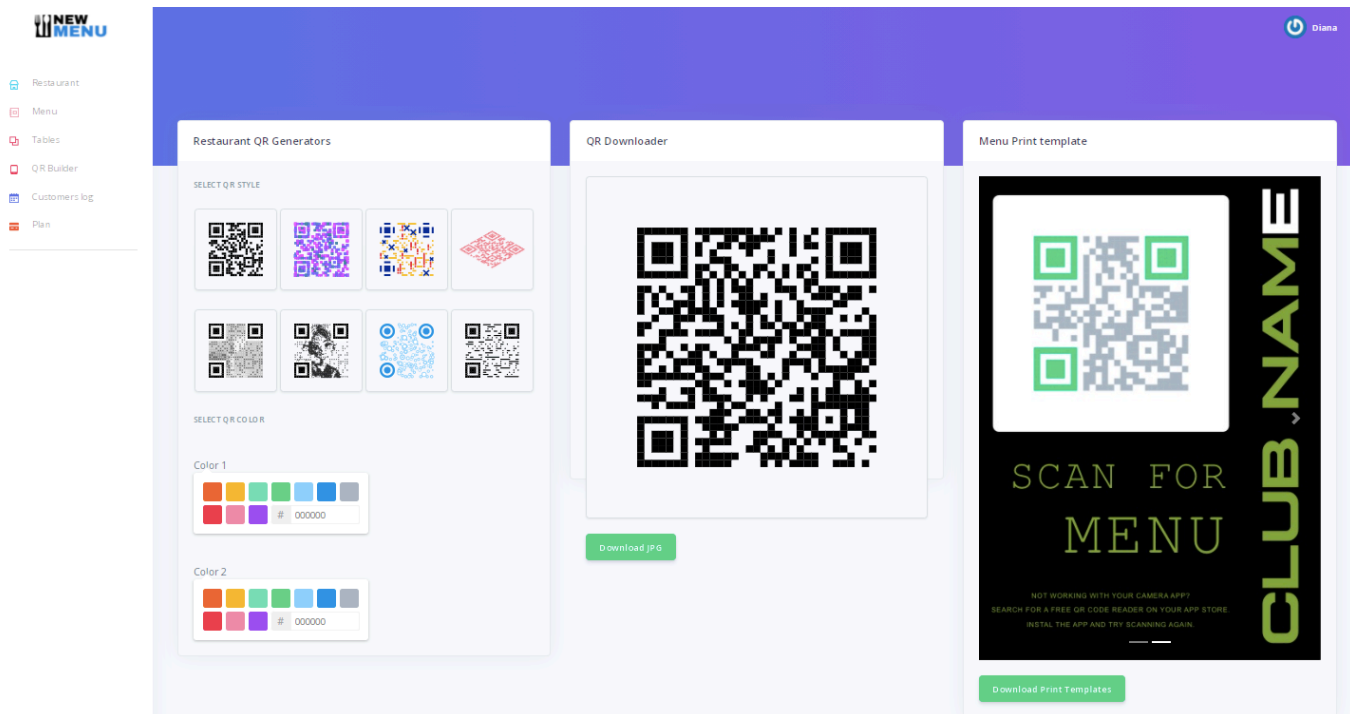 NEW
MENU
Diana
Restaurant
Menu
Tables
QR Builder
Customers log
Plan
Restaurant QR Generators
SELECT QR STYLE
SELECT QR COLOR
Color 1
# 000000
Color 2
# 000000
QR Downloader
Download JPG
Menu Print template
CLUB NAME
SCAN FOR
MENU
NOT WORKING WITH YOUR CAMERA APP?
SEARCH FOR A FREE QR CODE READER ON YOUR APP STORE
INSTAL THE APP AND TRY SCANNING AGAIN.
Download Print Templates